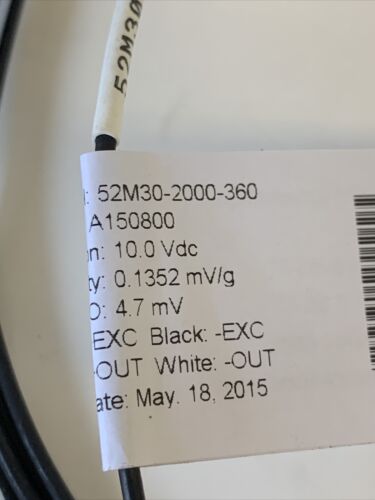 52M30
: 52M30-2000-360
A150800
n: 10.0 Vdc
ty: 0.1352 mV/g
O: 4.7 mV
EXC Black: -EXC
-OUT White: -OUT
ate: May. 18, 2015